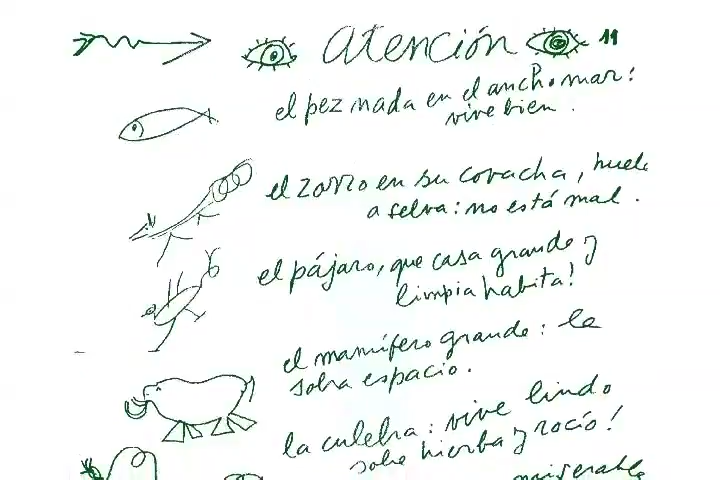 atención 11
el pez nada en el ancho mar:
vive bien.
el zorro en su covacha, huele
a selva: no está mal.
el pájaro, que casa grande y
limpia habita!
el mamífero grande: le
sobra espacio.
la culebra: vive lindo
sobre hierba y rocío!
miserable